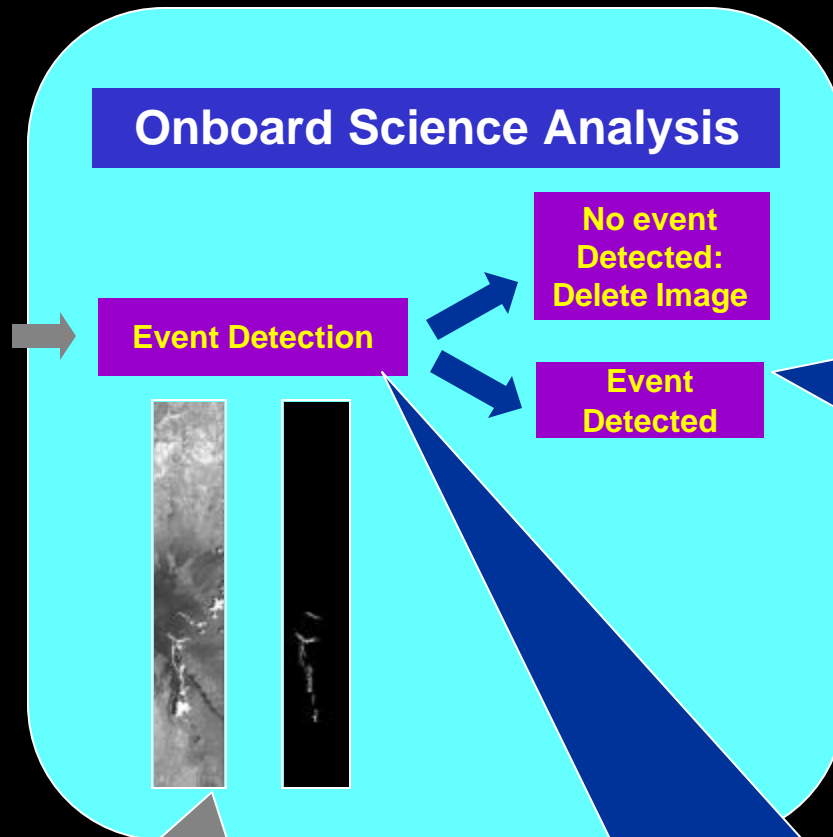 Onboard Science Analysis
No event
Detected:
Delete Image
Event Detection
Event
Detected